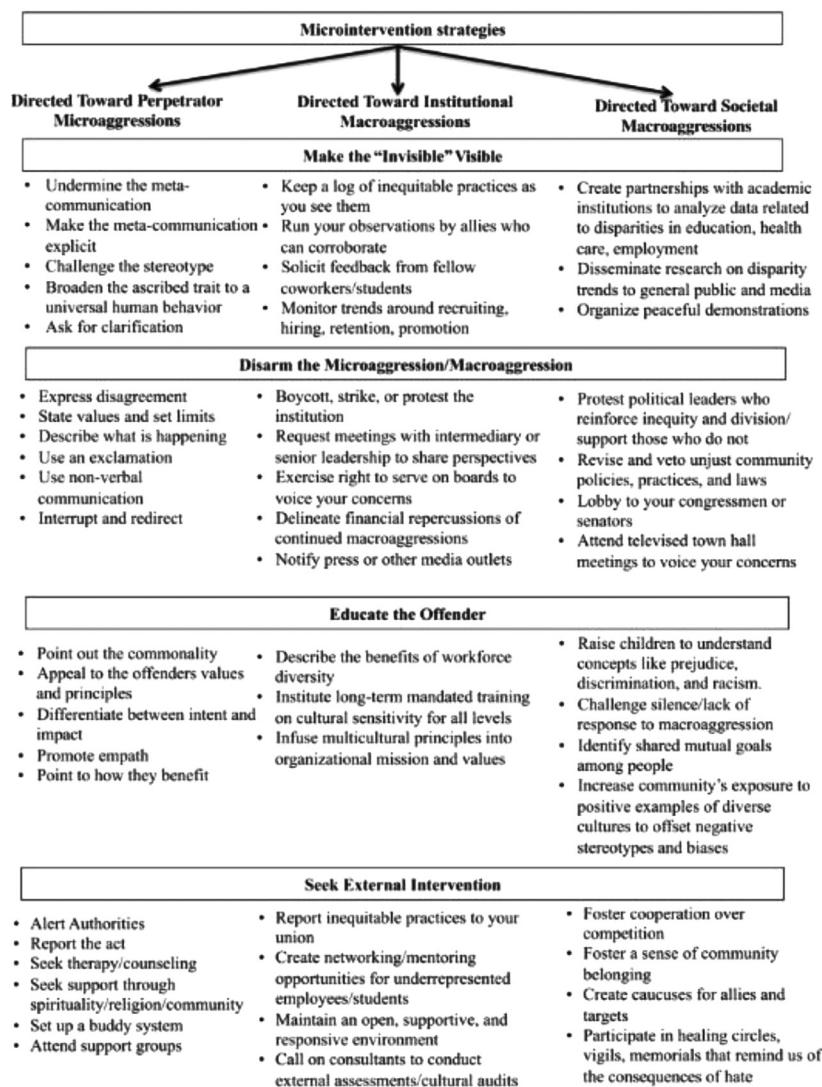 Microintervention strategies
Directed Toward Perpetrator
Microaggressions
Directed Toward Institutional
Macroaggressions
Directed Toward Societal
Macroaggressions
Make the “Invisible” Visible
• Undermine the meta-
communication
• Make the meta-communication
explicit
• Challenge the stereotype
• Broaden the ascribed trait to a
universal human behavior
• Ask for clarification
• Keep a log of inequitable practices as
you see them
• Run your observations by allies who
can corroborate
• Solicit feedback from fellow
coworkers/students
• Monitor trends around recruiting,
hiring, retention, promotion
• Create partnerships with academic
institutions to analyze data related
to disparities in education, health
care, employment
• Disseminate research on disparity
trends to general public and media
• Organize peaceful demonstrations
Disarm the Microaggression/Macroaggression
• Express disagreement
• State values and set limits
• Describe what is happening
• Use an exclamation
• Use non-verbal
communication
• Interrupt and redirect
• Boycott, strike, or protest the
institution
• Request meetings with intermediary or
senior leadership to share perspectives
• Exercise right to serve on boards to
voice your concerns
• Delineate financial repercussions of
continued macroaggressions
• Notify press or other media outlets
• Protest political leaders who
reinforce inequity and division/
support those who do not
• Revise and veto unjust community
policies, practices, and laws
• Lobby to your congressmen or
senators
• Attend televised town hall
meetings to voice your concerns
Educate the Offender
• Point out the commonality
• Appeal to the offenders values
and principles
• Differentiate between intent and
impact
• Promote empath
• Point to how they benefit
• Describe the benefits of workforce
diversity
• Institute long-term mandated training
on cultural sensitivity for all levels
• Infuse multicultural principles into
organizational mission and values
• Raise children to understand
concepts like prejudice,
discrimination, and racism.
• Challenge silence/lack of
response to macroaggression
• Identify shared mutual goals
among people
• Increase community’s exposure to
positive examples of diverse
cultures to offset negative
stereotypes and biases
Seek External Intervention
• Alert Authorities
• Report the act
• Seek therapy/counseling
• Seek support through
spirituality/religion/community
• Set up a buddy system
• Attend support groups
• Report inequitable practices to your
union
• Create networking/mentoring
opportunities for underrepresented
employees/students
• Maintain an open, supportive, and
responsive environment
• Call on consultants to conduct
external assessments/cultural audits
• Foster cooperation over
competition
• Foster a sense of community
belonging
• Create caucuses for allies and
targets
• Participate in healing circles,
vigils, memorials that remind us of
the consequences of hate